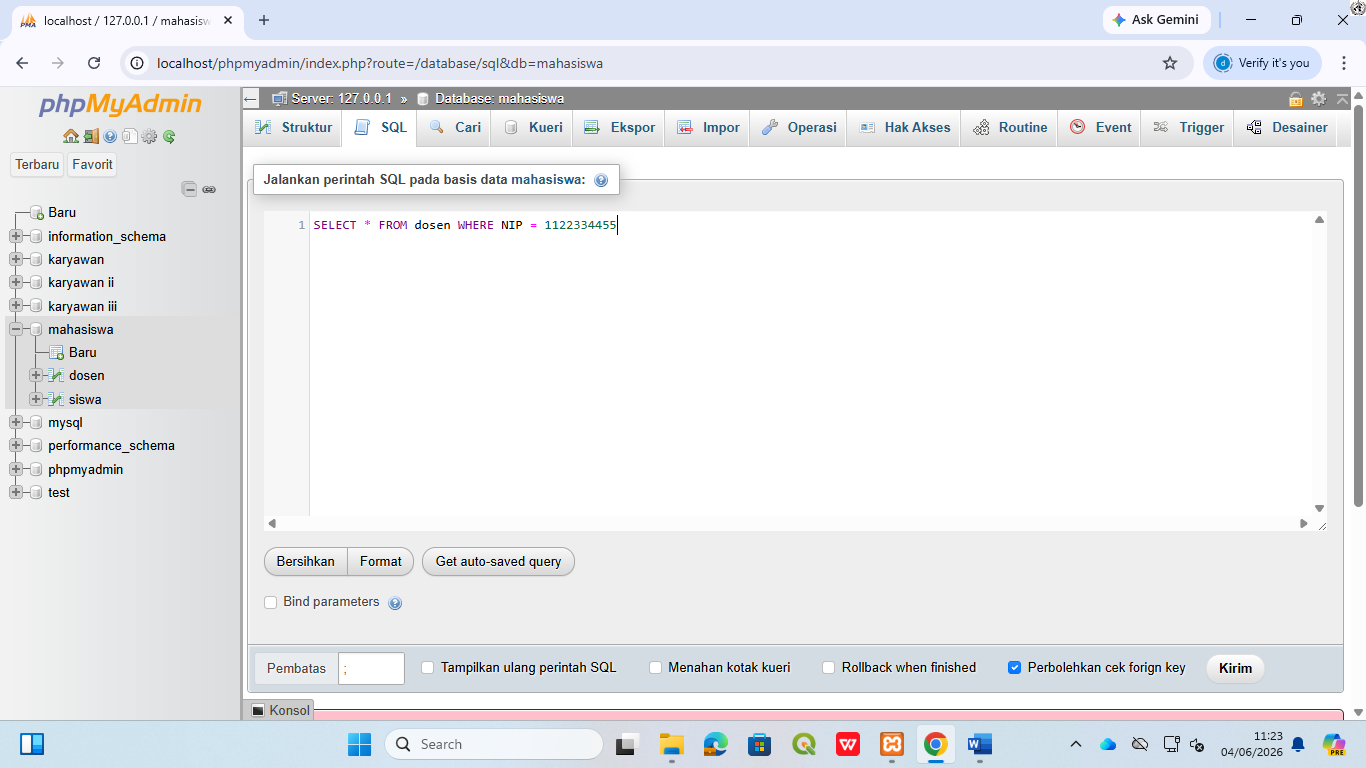 localhost / 127.0.0.1 / mahasisw
Ask Gemini
localhost/phpmyadmin/index.php?route=/database/sql&db=mahasiswa
Verify it's you
phpMyAdmin
Terbaru
Favorit
Baru
information_schema
karyawan
karyawan ii
karyawan iii
mahasiswa
Baru
dosen
siswa
mysql
performance_schema
phpmyadmin
test
Server: 127.0.0.1 » Database: mahasiswa
Struktur
SQL
Cari
Kueri
Ekspor
Impor
Operasi
Hak Akses
Routine
Event
Trigger
Desainer
Jalankan perintah SQL pada basis data mahasiswa:
1 SELECT * FROM dosen WHERE NIP = 1122334455
Bersihkan
Format
Get auto-saved query
Bind parameters
Pembatas
;
Tampilkan ulang perintah SQL
Menahan kotak kueri
Rollback when finished
Perbolehkan cek forign key
Kirim
Konsol
Search
11:23
04/06/2026
PRE